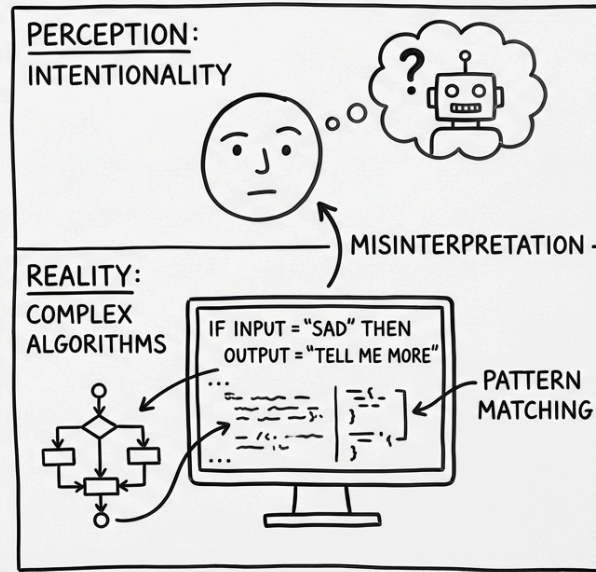 PERCEPTION:
INTENTIONALITY
?
MISINTERPRETATION
REALITY:
COMPLEX
ALGORITHMS
IF INPUT = "SAD" THEN
OUTPUT = "TELL ME MORE"
...
...
PATTERN
MATCHING